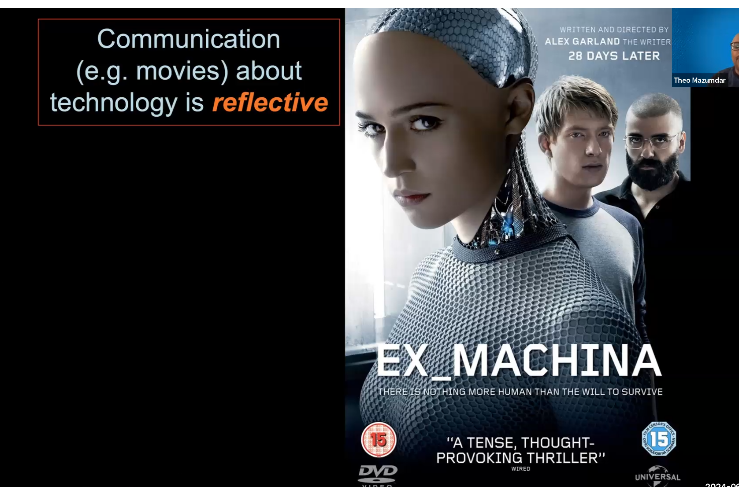 Communication
(e.g. movies) about
technology is reflective
WRITTEN AND DIRECTED BY
ALEX GARLAND THE WRITER
28 DAYS LATER
Theo Mazumdar
EX_MACHINA
THERE IS NOTHING MORE HUMAN THAN THE WILL TO SURVIVE
15
"A TENSE, THOUGHT-
PROVOKING THRILLER"
WIRED
15
DVD
VIDEO
UNIVERSAL